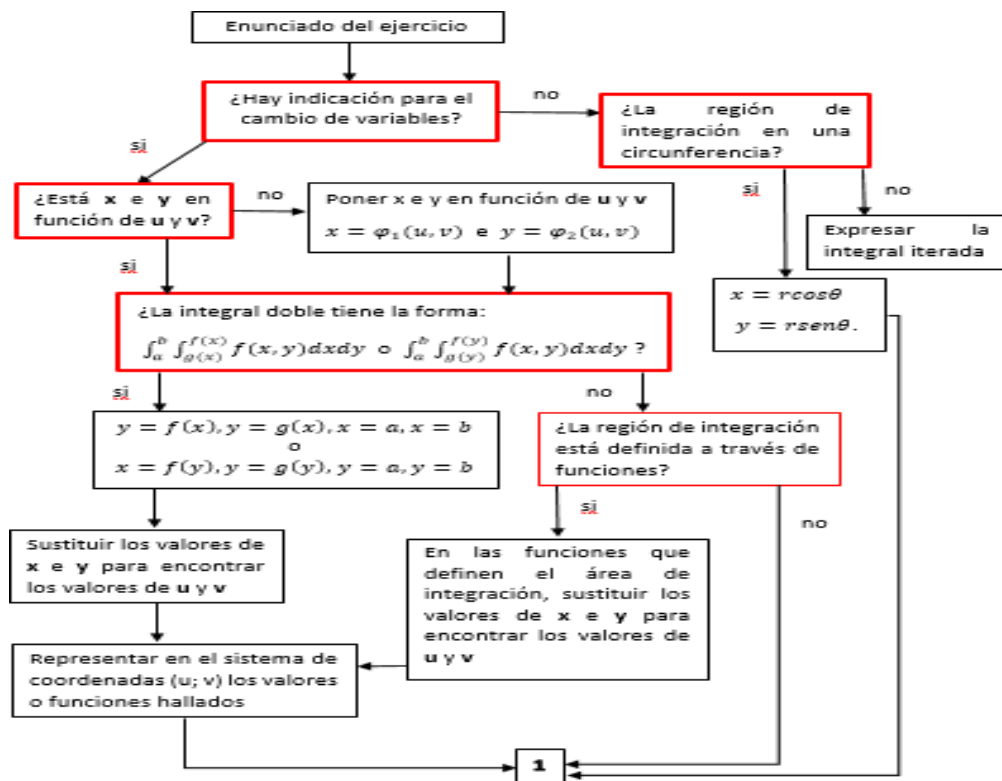 Enunciado del ejercicio
¿Hay indicación para el
cambio de variables?
no
¿La región de
integración en una
circunferencia?
si
¿Está x e y en
función de u y v?
no
Poner x e y en función de u y v
x = φ₁(u, v) e y = φ₂(u, v)
si
no
Expresar la
integral iterada
x = rcosθ
y = rsenθ.
si
¿La integral doble tiene la forma:
∫_a^b ∫_{g(x)}^{f(x)} f(x, y)dxdy o ∫_a^b ∫_{g(y)}^{f(y)} f(x, y)dxdy ?
si
no
y = f(x), y = g(x), x = a, x = b
o
x = f(y), y = g(y), y = a, y = b
¿La región de integración
está definida a través de
funciones?
si
no
Sustituir los valores de
x e y para encontrar
los valores de u y v
En las funciones que
definen el área de
integración, sustituir los
valores de x e y para
encontrar los valores de
u y v
Representar en el sistema de
coordenadas (u; v) los valores
o funciones hallados
1